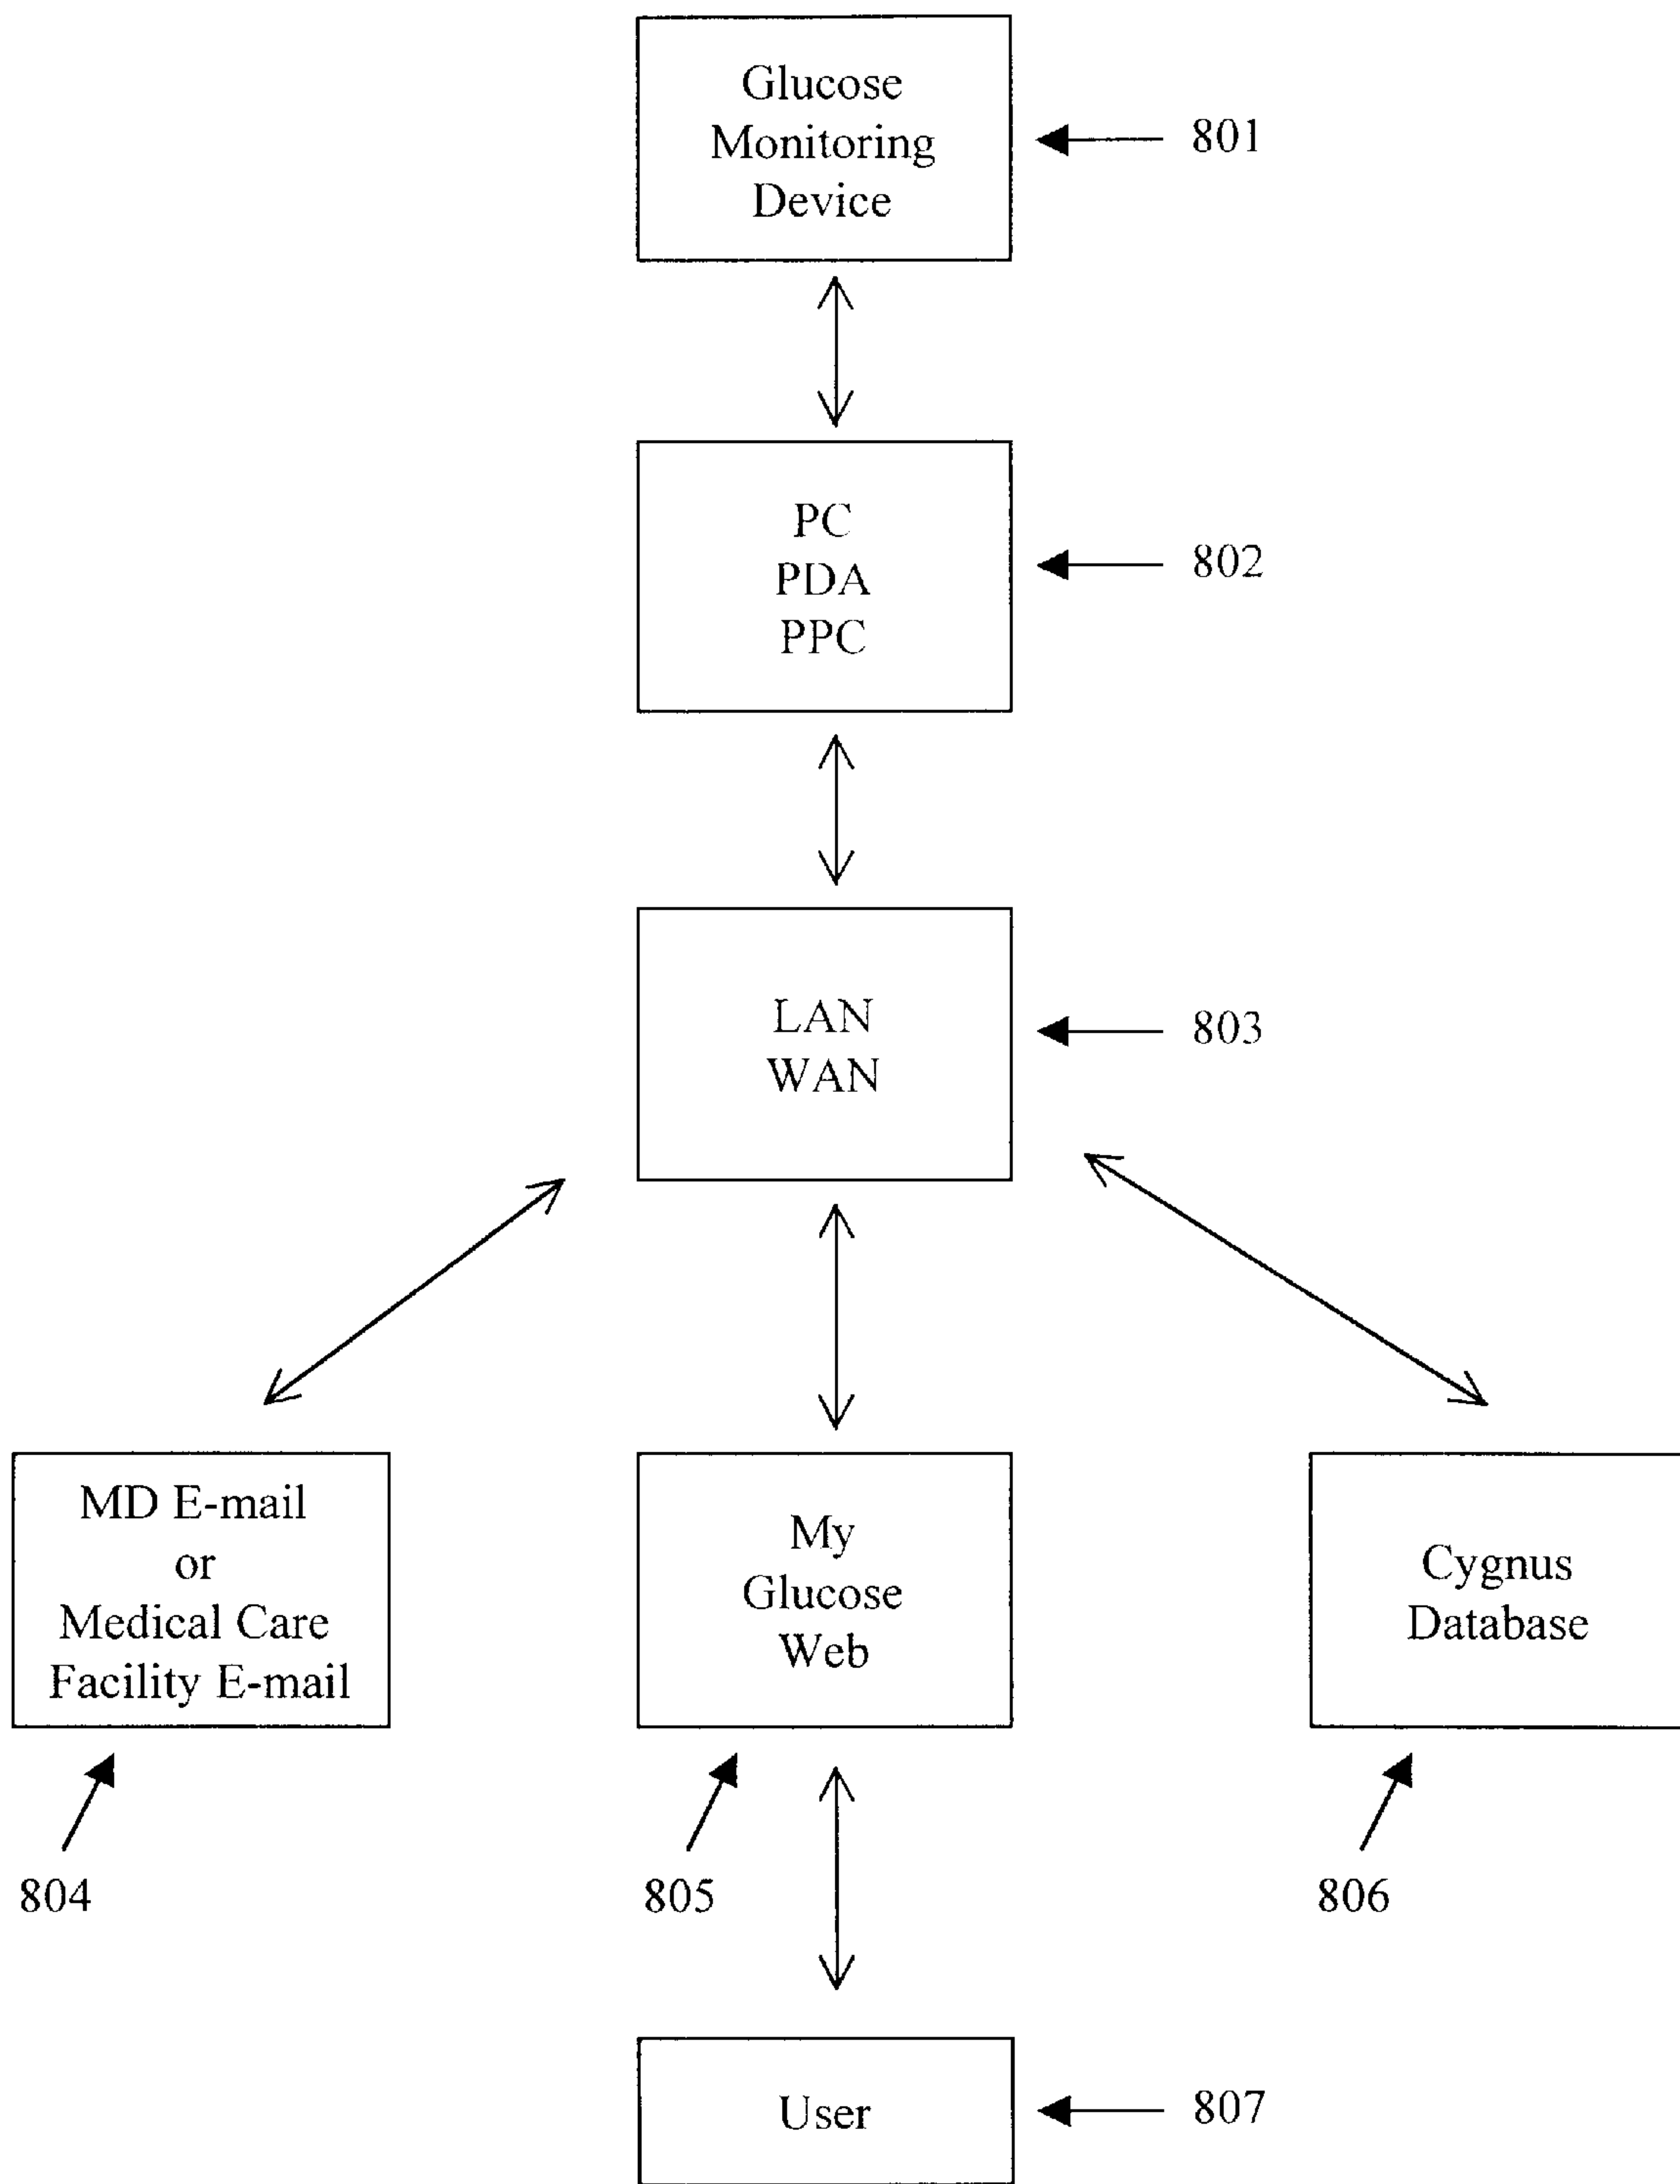 Glucose
Monitoring
Device
801
PC
PDA
PPC
802
LAN
WAN
803
MD E-mail
or
Medical Care
Facility E-mail
My
Glucose
Web
Cygnus
Database
804
805
806
User
807